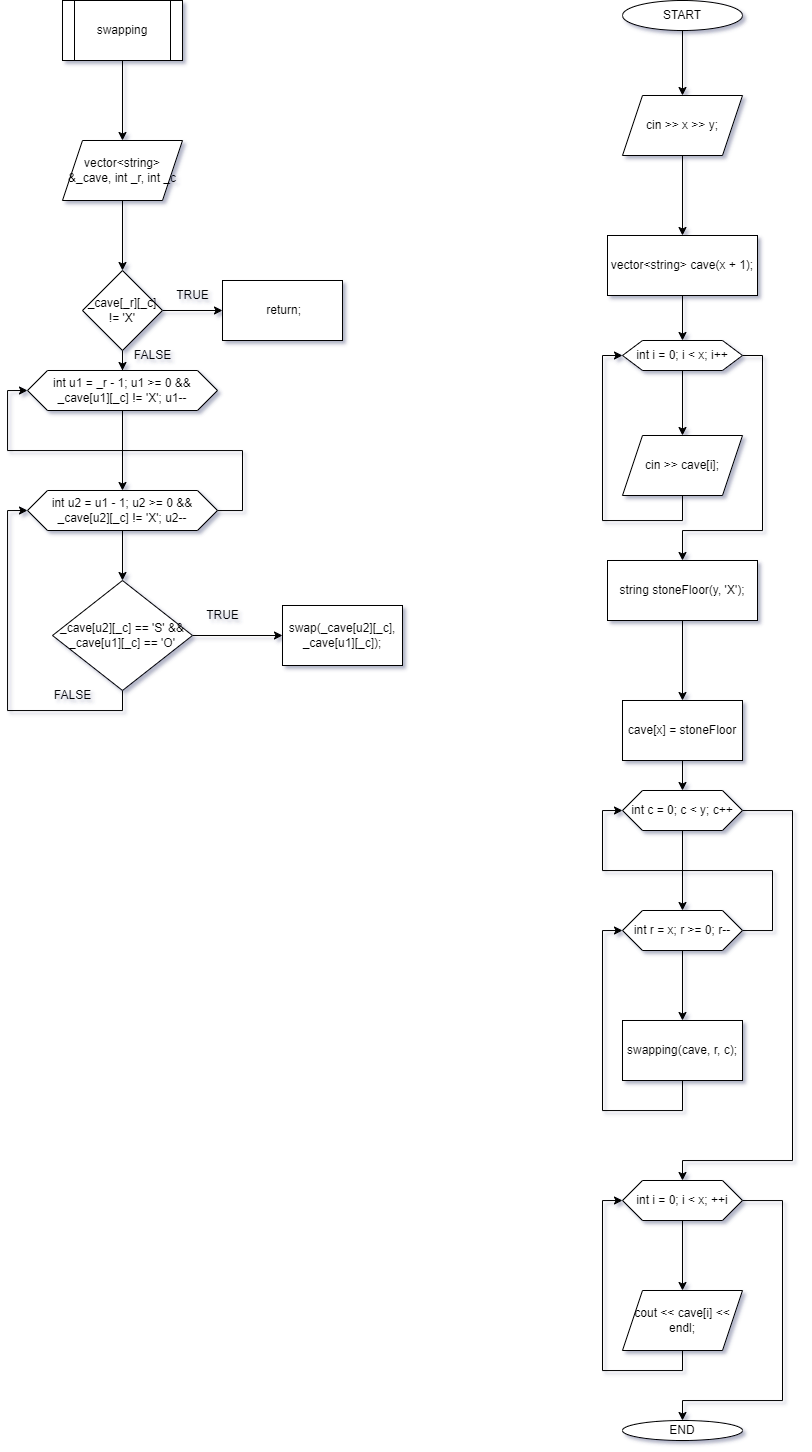 swapping
vector<string>
&_cave, int _r, int _c
_cave[_r][_c]
!= 'X'
TRUE
return;
FALSE
int u1 = _r - 1; u1 >= 0 &&
_cave[u1][_c] != 'X'; u1--
int u2 = u1 - 1; u2 >= 0 &&
_cave[u2][_c] != 'X'; u2--
_cave[u2][_c] == 'S' &&
_cave[u1][_c] == 'O'
TRUE
swap(_cave[u2][_c],
_cave[u1][_c]);
FALSE
START
cin >> x >> y;
vector<string> cave(x + 1);
int i = 0; i < x; i++
cin >> cave[i];
string stoneFloor(y, 'X');
cave[x] = stoneFloor
int c = 0; c < y; c++
int r = x; r >= 0; r--
swapping(cave, r, c);
int i = 0; i < x; ++i
cout << cave[i] <<
endl;
END